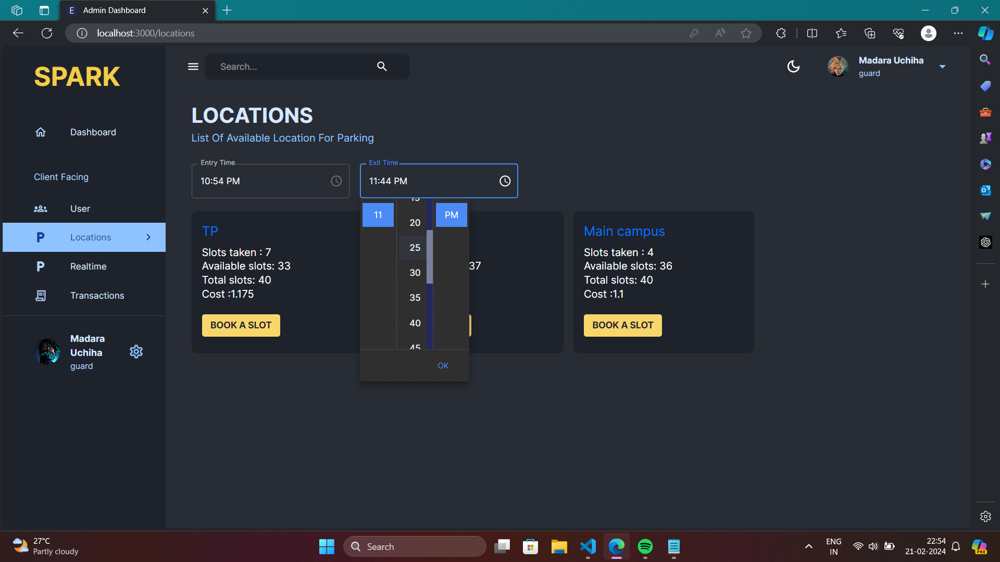 Admin Dashboard
localhost:3000/locations
SPARK
Search...
Madara Uchiha
guard
Dashboard
Client Facing
User
Locations
Realtime
Transactions
Madara
Uchiha
guard
LOCATIONS
List Of Available Location For Parking
Entry Time
10:54 PM
Exit Time
11:44 PM
11
20
25
30
35
40
45
PM
OK
TP
Slots taken : 7
Available slots: 33
Total slots: 40
Cost :1.175
BOOK A SLOT
37
Main campus
Slots taken : 4
Available slots: 36
Total slots: 40
Cost :1.1
BOOK A SLOT
27°C
Partly cloudy
Search
ENG
IN
22:54
21-02-2024
PRE